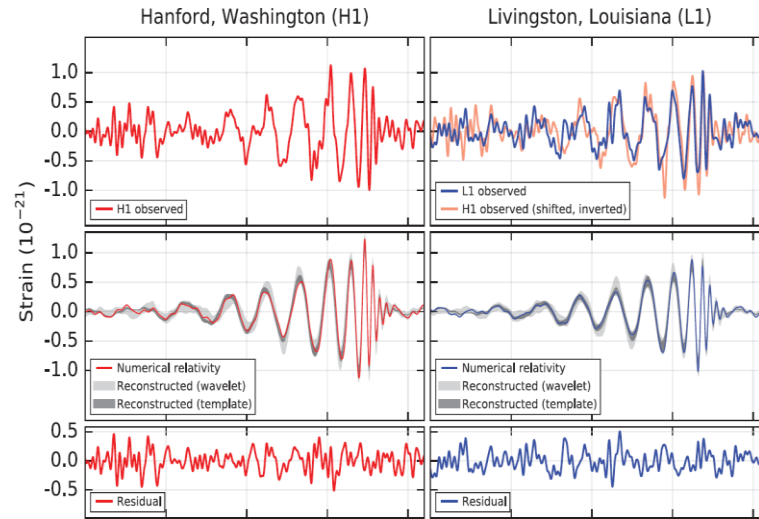 Hanford, Washington (H1)
Livingston, Louisiana (L1)
Strain (10⁻²¹)
1.0
0.5
0.0
-0.5
-1.0
H1 observed
L1 observed
H1 observed (shifted, inverted)
1.0
0.5
0.0
-0.5
-1.0
Numerical relativity
Reconstructed (wavelet)
Reconstructed (template)
Numerical relativity
Reconstructed (wavelet)
Reconstructed (template)
0.5
0.0
-0.5
Residual
Residual